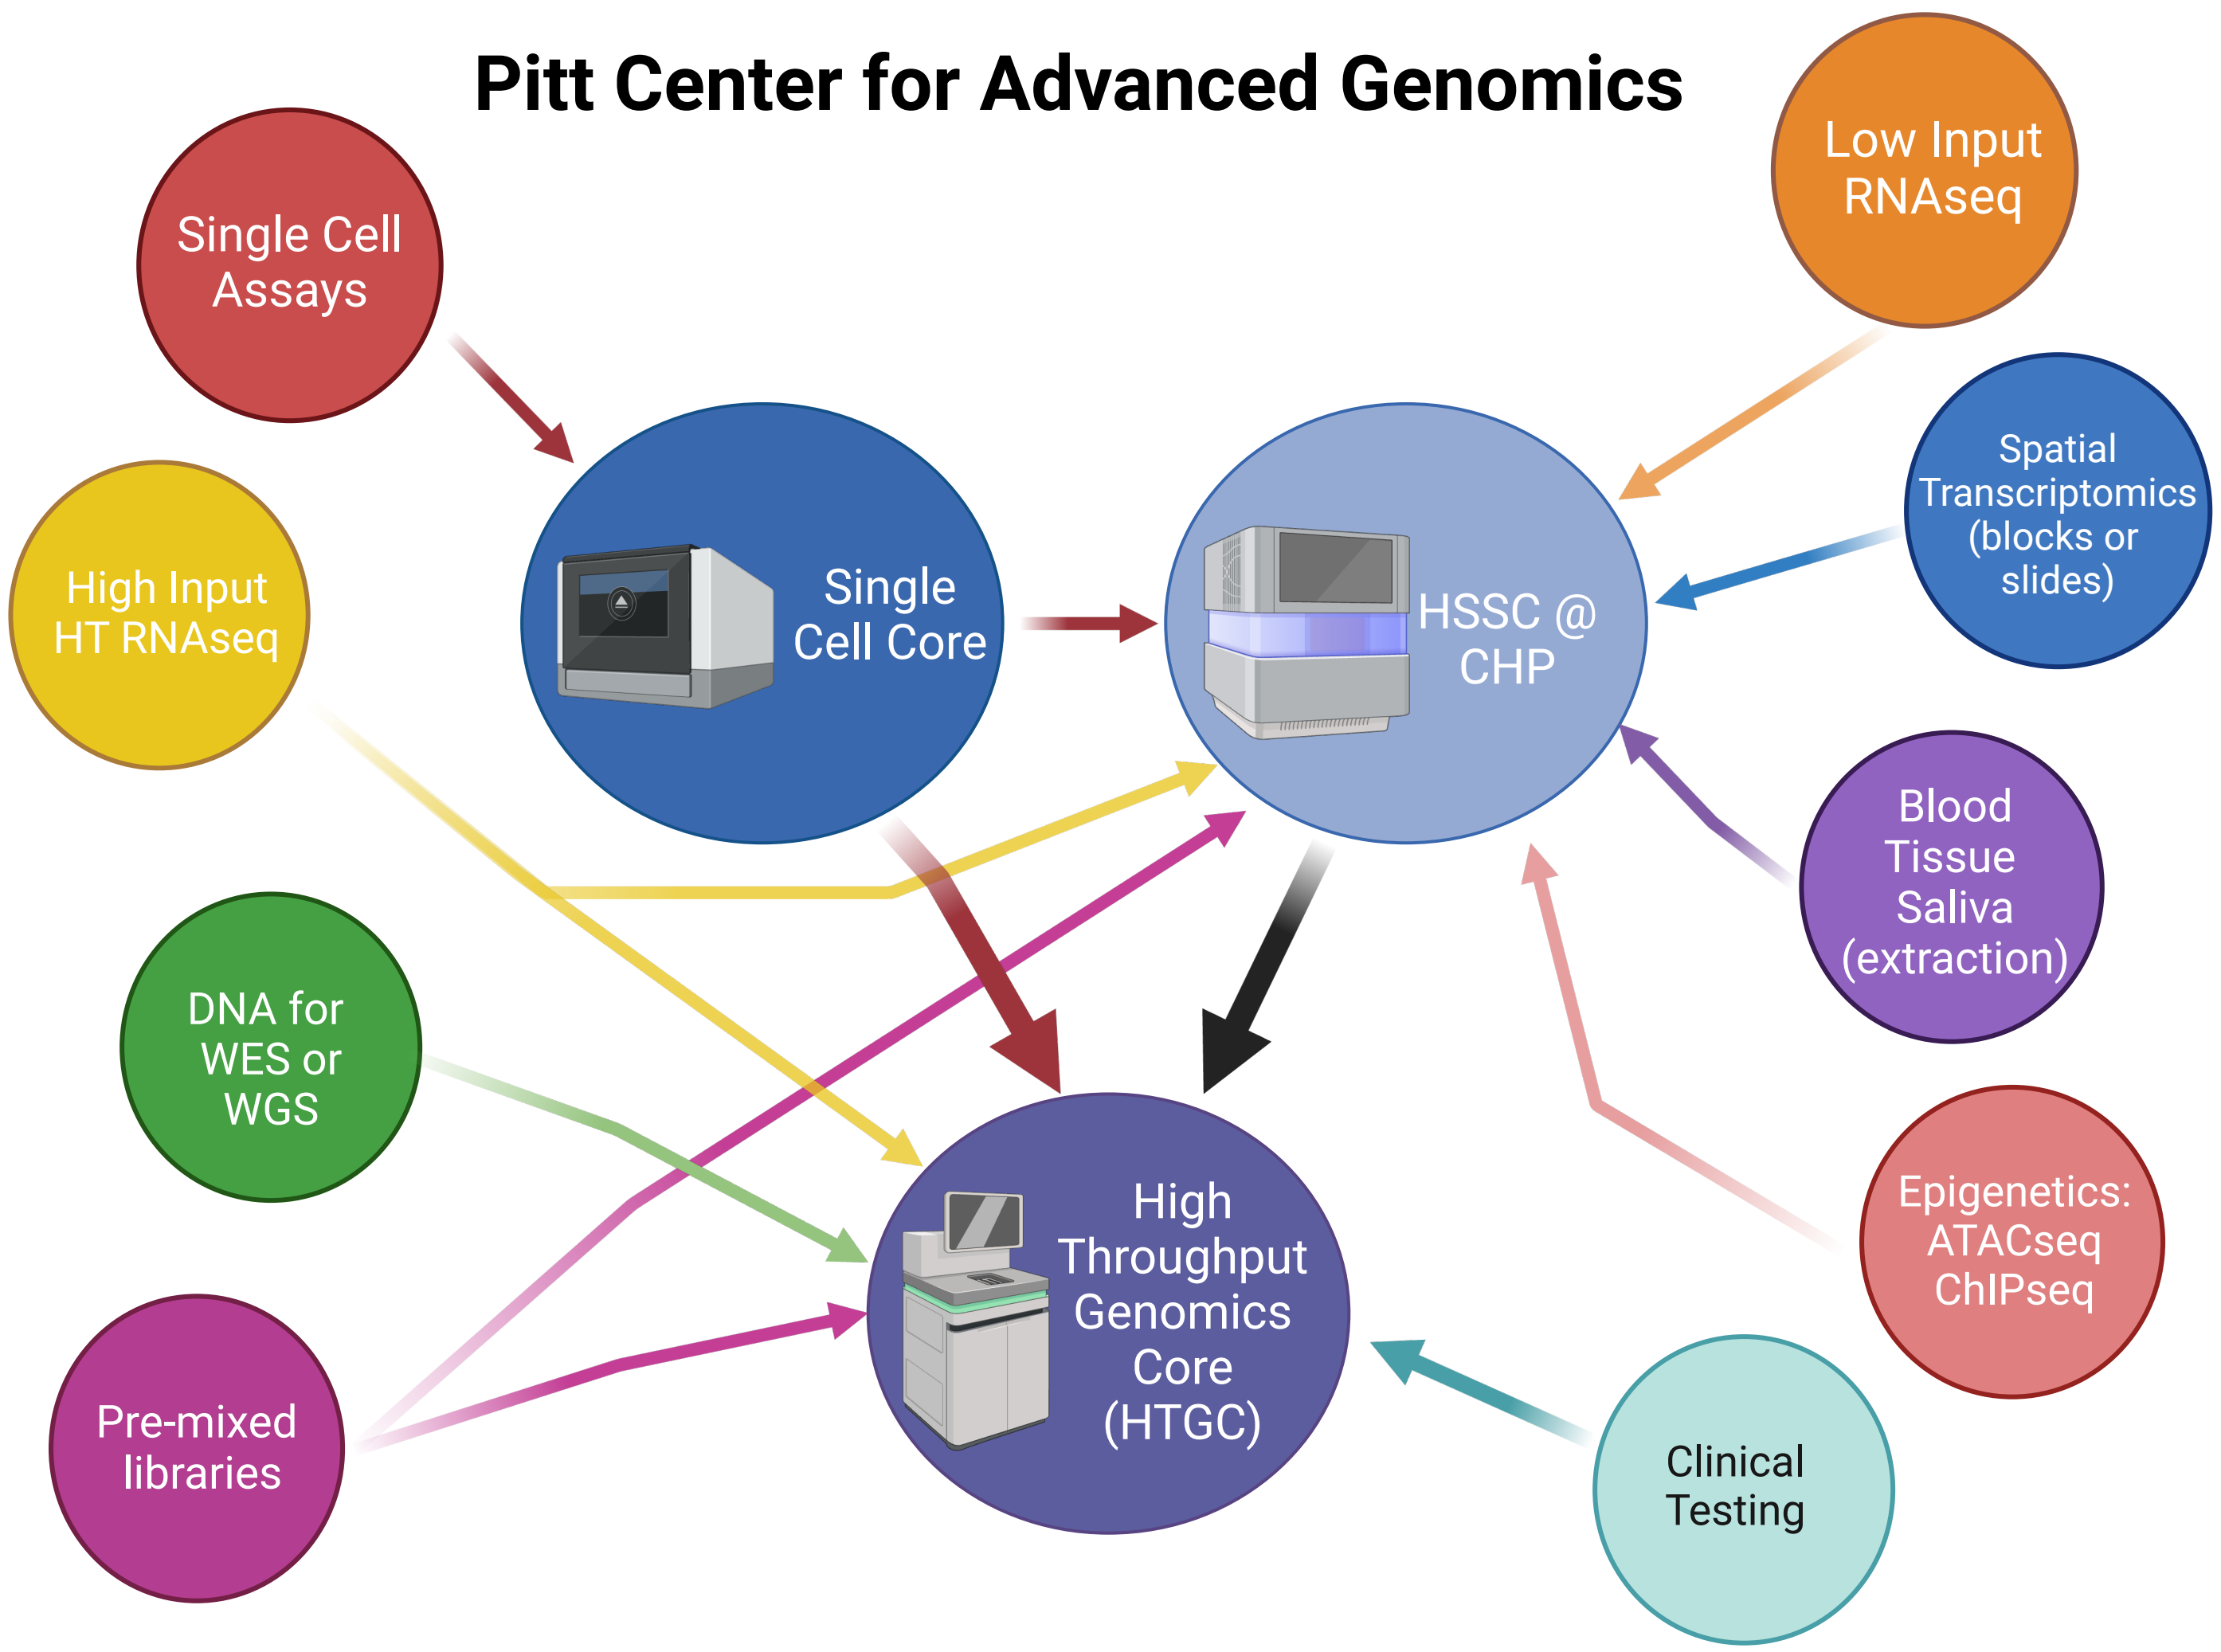 Pitt Center for Advanced Genomics
Single Cell
Assays
Low Input
RNAseq
High Input
HT RNAseq
Single
Cell Core
HSSC @
CHP
Spatial
Transcriptomics
(blocks or
slides)
DNA for
WES or
WGS
Blood
Tissue
Saliva
(extraction)
Pre-mixed
libraries
High
Throughput
Genomics
Core
(HTGC)
Epigenetics:
ATACseq
ChIPseq
Clinical
Testing